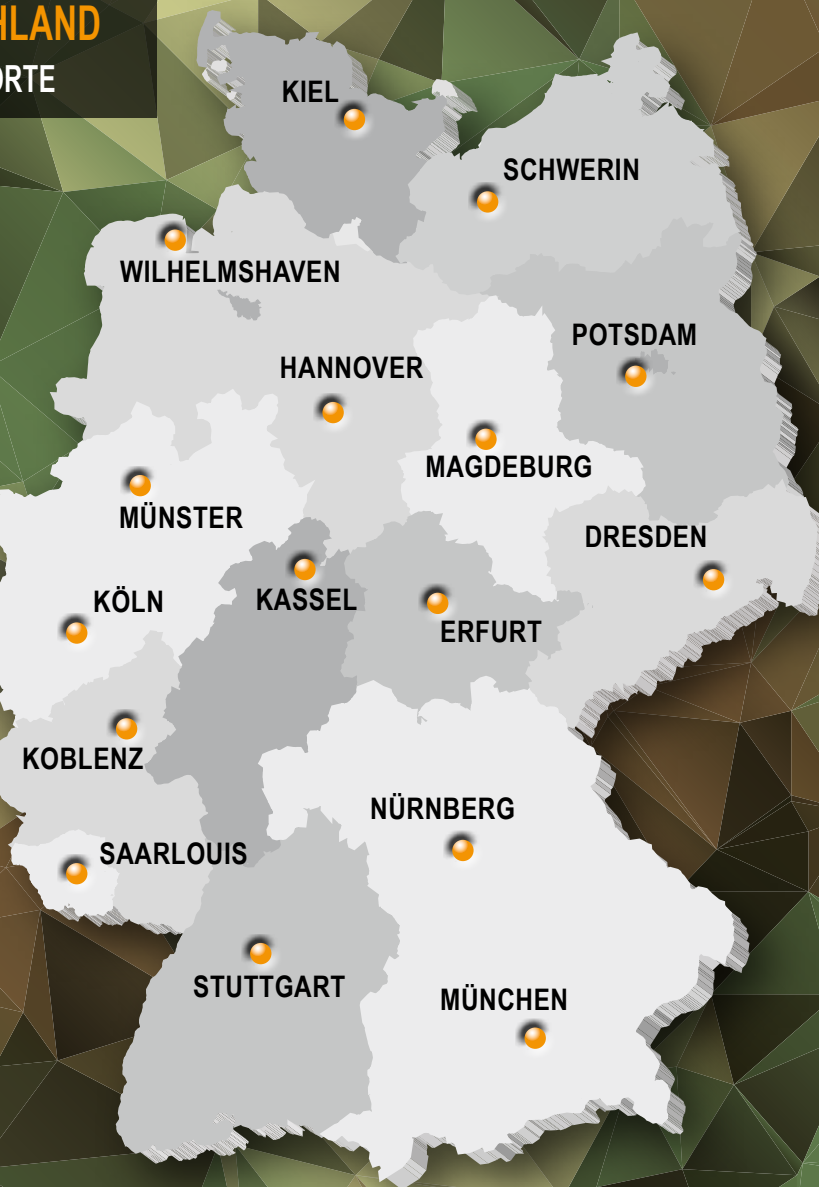 HLAND
ORTE
KIEL
SCHWERIN
WILHELMSHAVEN
POTSDAM
HANNOVER
MAGDEBURG
MÜNSTER
DRESDEN
KÖLN
KASSEL
ERFURT
KOBLENZ
NÜRNBERG
SAARLOUIS
STUTTGART
MÜNCHEN